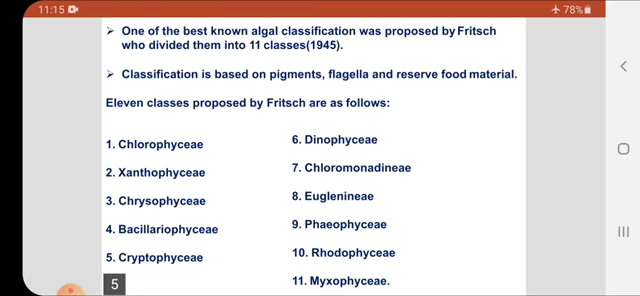 11:15
78%
➢ One of the best known algal classification was proposed by Fritsch
who divided them into 11 classes(1945).
➢ Classification is based on pigments, flagella and reserve food material.
Eleven classes proposed by Fritsch are as follows:
1. Chlorophyceae
2. Xanthophyceae
3. Chrysophyceae
4. Bacillariophyceae
5. Cryptophyceae
6. Dinophyceae
7. Chloromonadineae
8. Euglenineae
9. Phaeophyceae
10. Rhodophyceae
11. Myxophyceae.
5